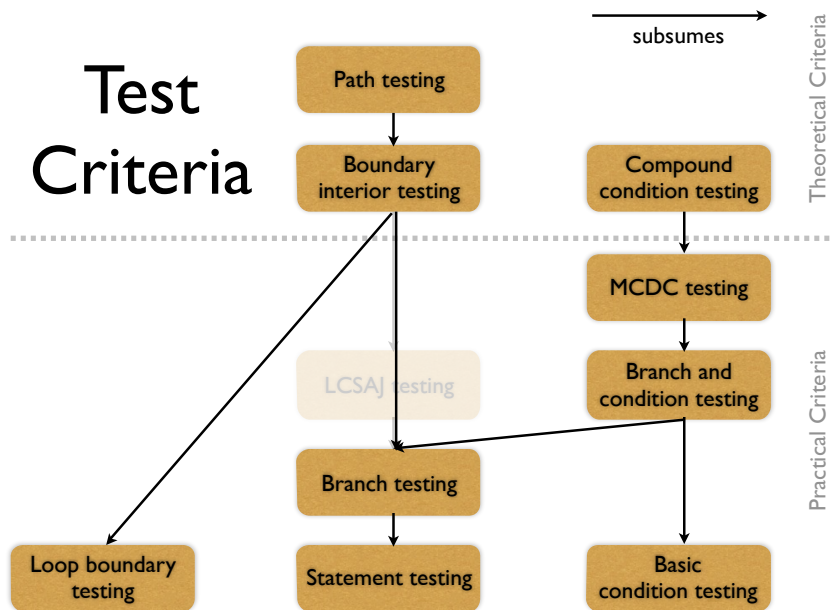 Test
Criteria
subsumes
Theoretical Criteria
Path testing
Boundary
interior testing
Compound
condition testing
MCDC testing
LCSAJ testing
Branch and
condition testing
Practical Criteria
Branch testing
Loop boundary
testing
Statement testing
Basic
condition testing